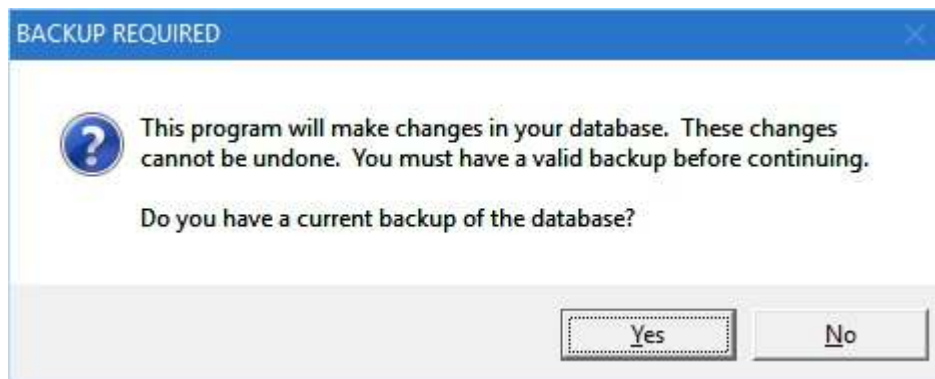 BACKUP REQUIRED
This program will make changes in your database.  These changes
cannot be undone.  You must have a valid backup before continuing.
Do you have a current backup of the database?
Yes
No